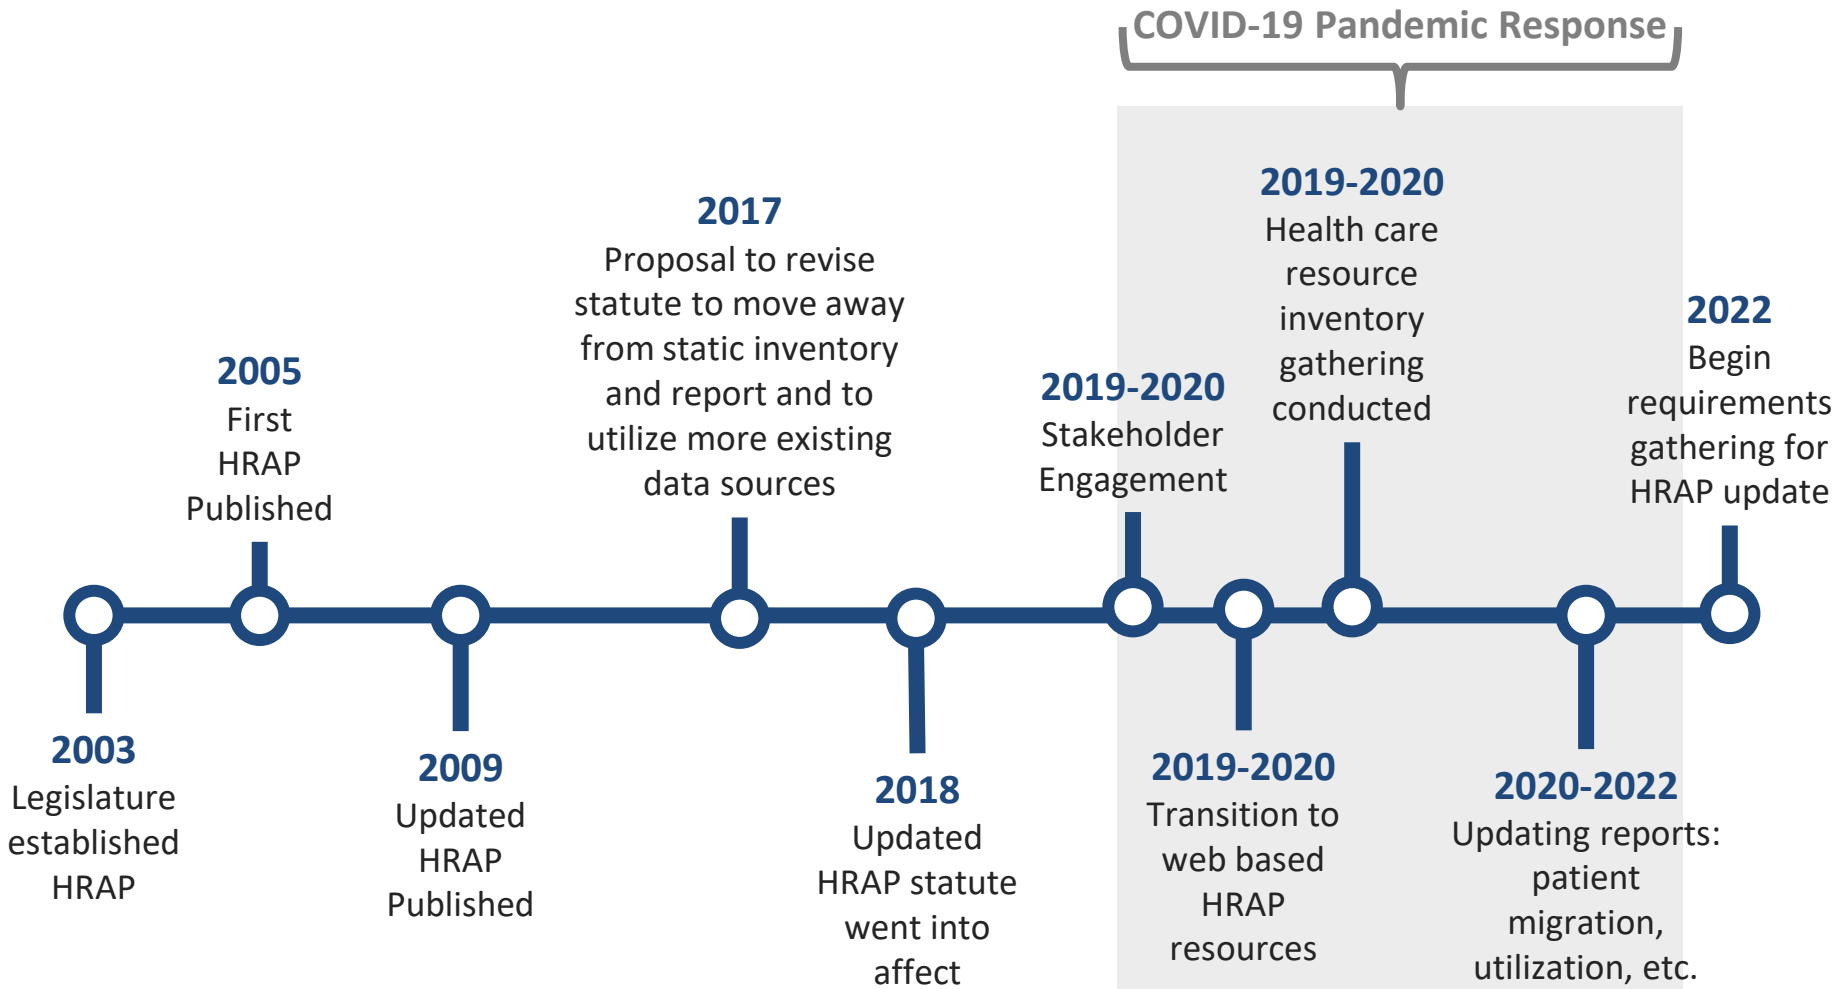 COVID-19 Pandemic Response
2003
Legislature
established
HRAP
2005
First
HRAP
Published
2009
Updated
HRAP
Published
2017
Proposal to revise
statute to move away
from static inventory
and report and to
utilize more existing
data sources
2018
Updated
HRAP statute
went into
affect
2019-2020
Stakeholder
Engagement
2019-2020
Transition to
web based
HRAP
resources
2019-2020
Health care
resource
inventory
gathering
conducted
2020-2022
Updating reports:
patient
migration,
utilization, etc.
2022
Begin
requirements
gathering for
HRAP update